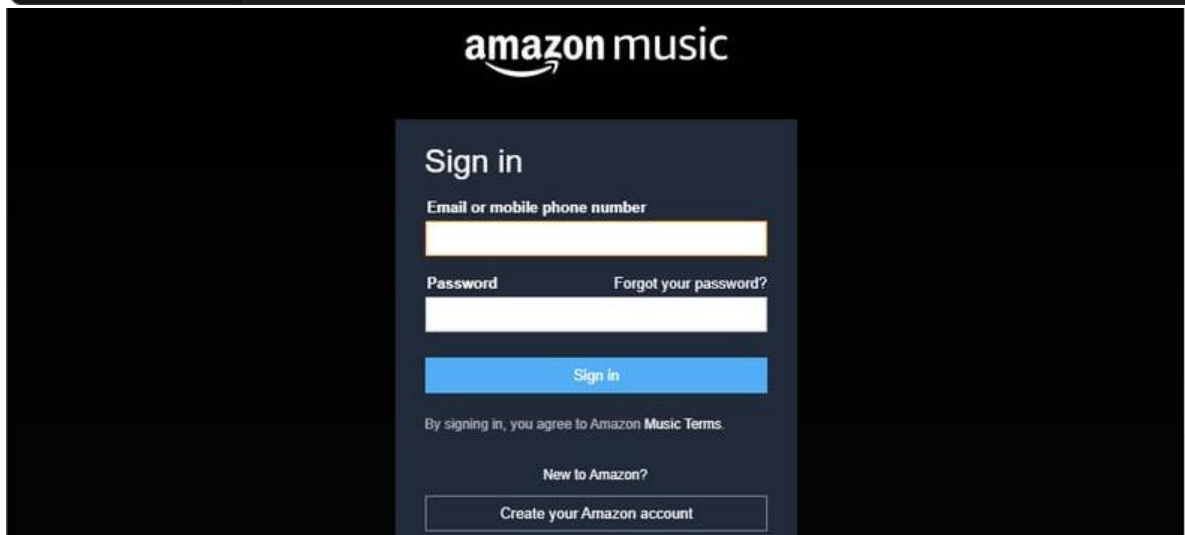 amazon music
Sign in
Email or mobile phone number
Password Forgot your password?
Sign in
By signing in, you agree to Amazon Music Terms.
New to Amazon?
Create your Amazon account